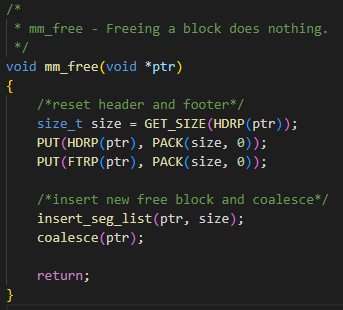 /*
 * mm_free - Freeing a block does nothing.
 */
void mm_free(void *ptr)
{
    /*reset header and footer*/
    size_t size = GET_SIZE(HDRP(ptr));
    PUT(HDRP(ptr), PACK(size, 0));
    PUT(FTRP(ptr), PACK(size, 0));

    /*insert new free block and coalesce*/
    insert_seg_list(ptr, size);
    coalesce(ptr);

    return;
}